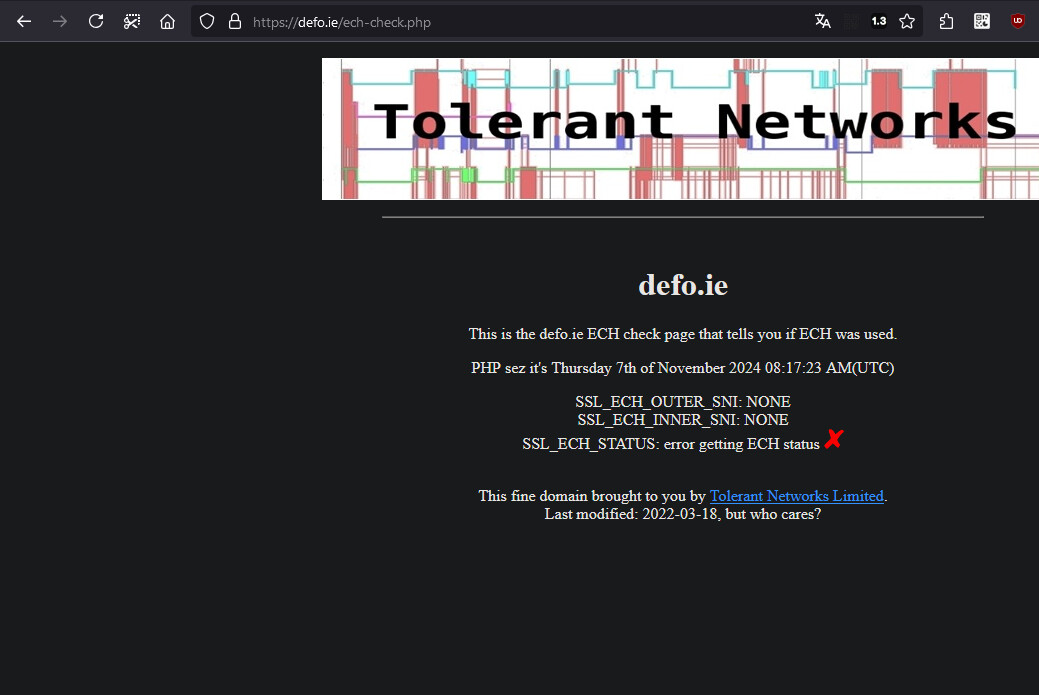 https://defo.ie/ech-check.php
1.3
Tolerant Networks
defo.ie
This is the defo.ie ECH check page that tells you if ECH was used.
PHP sez it's Thursday 7th of November 2024 08:17:23 AM(UTC)
SSL_ECH_OUTER_SNI: NONE
SSL_ECH_INNER_SNI: NONE
SSL_ECH_STATUS: error getting ECH status ✘
This fine domain brought to you by Tolerant Networks Limited.
Last modified: 2022-03-18, but who cares?